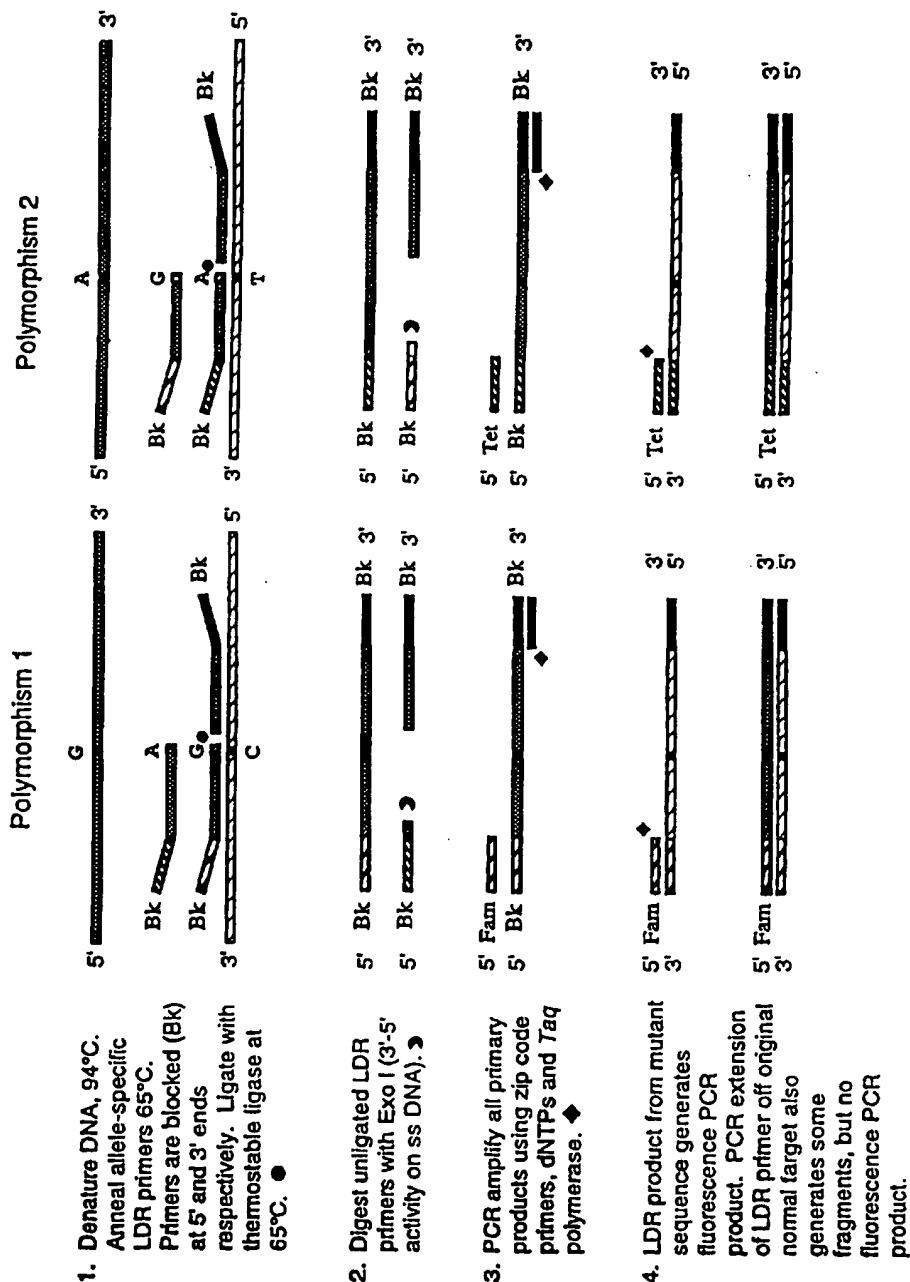 Polymorphism 1
Polymorphism 2
1. Denature DNA, 94°C.
Anneal allele-specific
LDR primers 65°C.
Primers are blocked (Bk)
at 5' and 3' ends
respectively. Ligate with
thermostable ligase at
65°C. ●
5' G 3'
Bk A
Bk G Bk
3' C 5'
5' A 3'
Bk G
Bk A Bk
3' T 5'
2. Digest unligated LDR
primers with Exo I (3'-5'
activity on ss DNA).
5' Bk Bk 3'
5' Bk Bk 3'
5' Bk Bk 3'
5' Bk Bk 3'
3. PCR amplify all primary
products using zip code
primers, dNTPs and Taq
polymerase. ◆
5' Fam
5' Bk Bk 3'
5' Tet
5' Bk Bk 3'
4. LDR product from mutant
sequence generates
fluorescence PCR
product. PCR extension
of LDR primer off original
normal farget also
generates some
fragments, but no
fluorescence PCR
product.
5' Fam 3'
3' 5'
5' Fam 3'
3' 5'
5' Tet 3'
3' 5'
5' Tet 3'
3' 5'